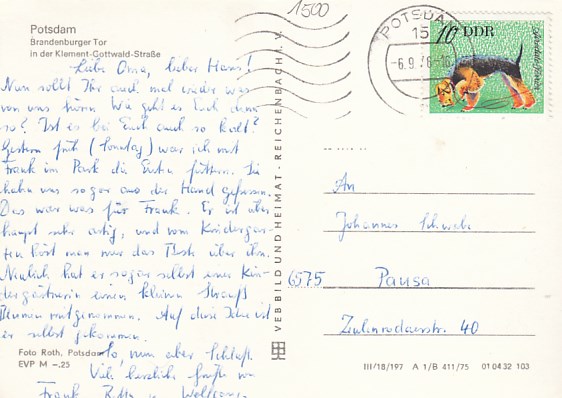 Potsdam
Brandenburger Tor
in der Klement-Gottwald-Straße
Liebe Oma, lieber Hans!
Nun sollt Ihr auch mal wieder was
von uns hören. Wie geht es Euch denn
so? Ist es bei Euch auch so kalt?
Gestern früh (Sonntag) war ich mit
Frank im Park die Enten füttern. Sie
haben uns sogar aus der Hand gefressen.
Das war was für Frank. Er ist über
haupt sehr artig, und vom Kindergar-
ten hört man nur das Beste über ihn.
Neulich hat er sogar selbst einer Kin
dergärtnerin einen kleinen Strauß
Blumen mitgenommen. Auf diese Idee ist
er selbst gekommen.
So, nun aber Schluß.
Viele herzliche Grüße von
Frank und Wolfgang
Foto Roth, Potsdam
EVP M –.25
VEB BILD UND HEIMAT · REICHENBACH i. V.
1500
POTSDAM
15
-6.9.76-10
10 DDR
An
Johannes
6575 Pausa
Zeulenrodaerstr. 40
III/18/197 A 1/B 411/75 01 04 32 103